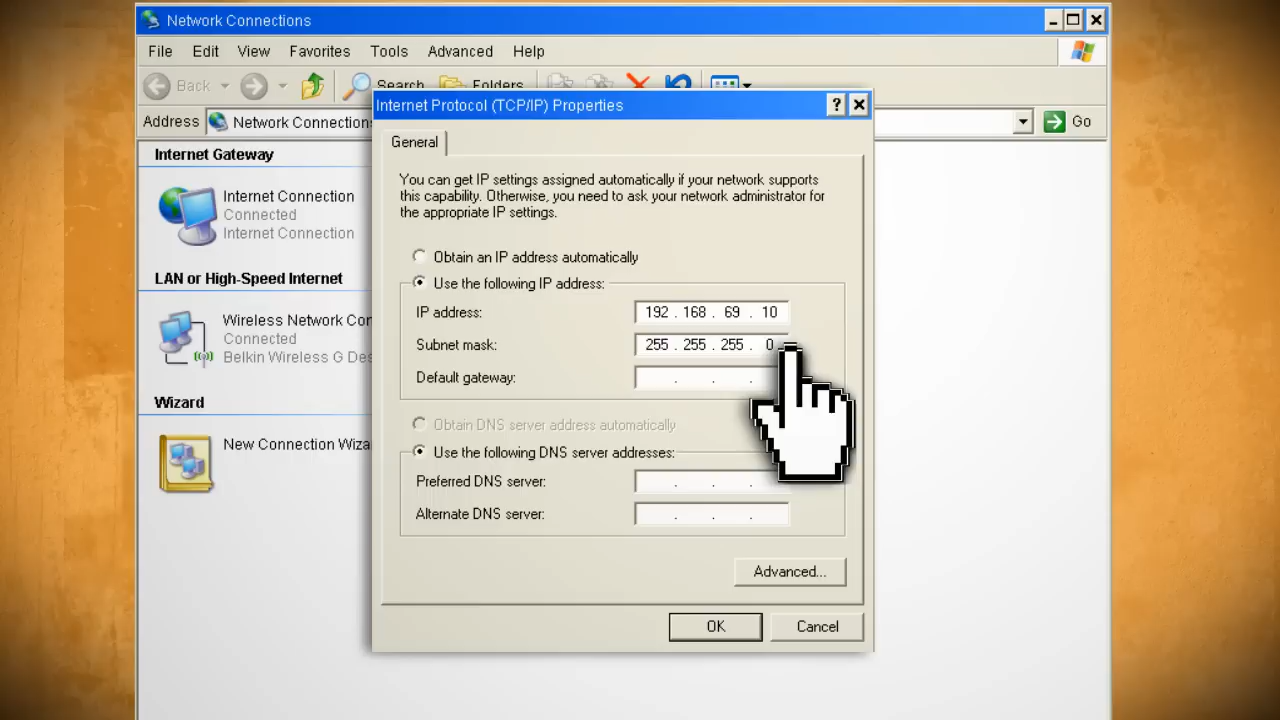 Network Connections
File Edit View Favorites Tools Advanced Help
Back Search Folders
Address Network Connections Go
Internet Protocol (TCP/IP) Properties
? 
General
Internet Gateway
Internet Connection
Connected
Internet Connection
LAN or High-Speed Internet
Wireless Network Con
Connected
Belkin Wireless G Des
Wizard
New Connection Wiza
You can get IP settings assigned automatically if your network supports
this capability. Otherwise, you need to ask your network administrator for
the appropriate IP settings.
Obtain an IP address automatically
Use the following IP address:
IP address: 192 . 168 . 69 . 10
Subnet mask: 255 . 255 . 255 . 0
Default gateway: . . .
Obtain DNS server address automatically
Use the following DNS server addresses:
Preferred DNS server: . . .
Alternate DNS server: . . .
Advanced...
OK Cancel